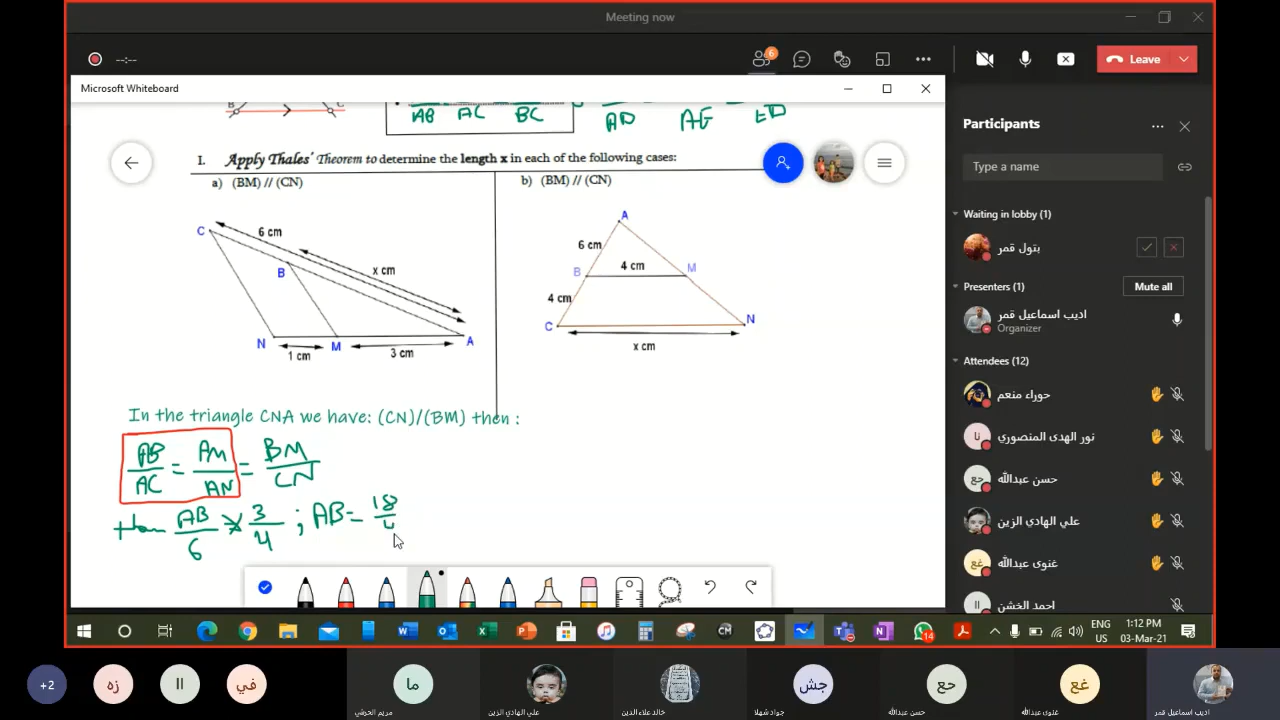 Meeting now
--:--
6
Leave
Microsoft Whiteboard
AB AC BC AD AE ED
I. Apply Thales' Theorem to determine the length x in each of the following cases:
a) (BM) // (CN)
b) (BM) // (CN)
C
6 cm
B
x cm
N
M
A
1 cm
3 cm
A
6 cm
B
4 cm
M
4 cm
C
N
x cm
In the triangle CNA we have: (CN)/(BM) then :
AB/AC = AM/AN = BM/CN
then AB/6 × 3/4 ; AB = 18/4
Participants
Type a name
Waiting in lobby (1)
بتول قمر
Presenters (1)
Mute all
اديب اسماعيل قمر
Organizer
Attendees (12)
حوراء منعم
نور الهدى المنصوري
حسن عبدالله
علي الهادي الزين
غنوى عبدالله
احمد الخشن
ENG
US
1:12 PM
03-Mar-21
14
+2
زه
اا
في
ما
جش
حع
غع
مريم الحرشي
علي الهادي الزين
خالد علاء الدين
جواد شهلا
حسن عبدالله
غنوى عبدالله
اديب اسماعيل قمر